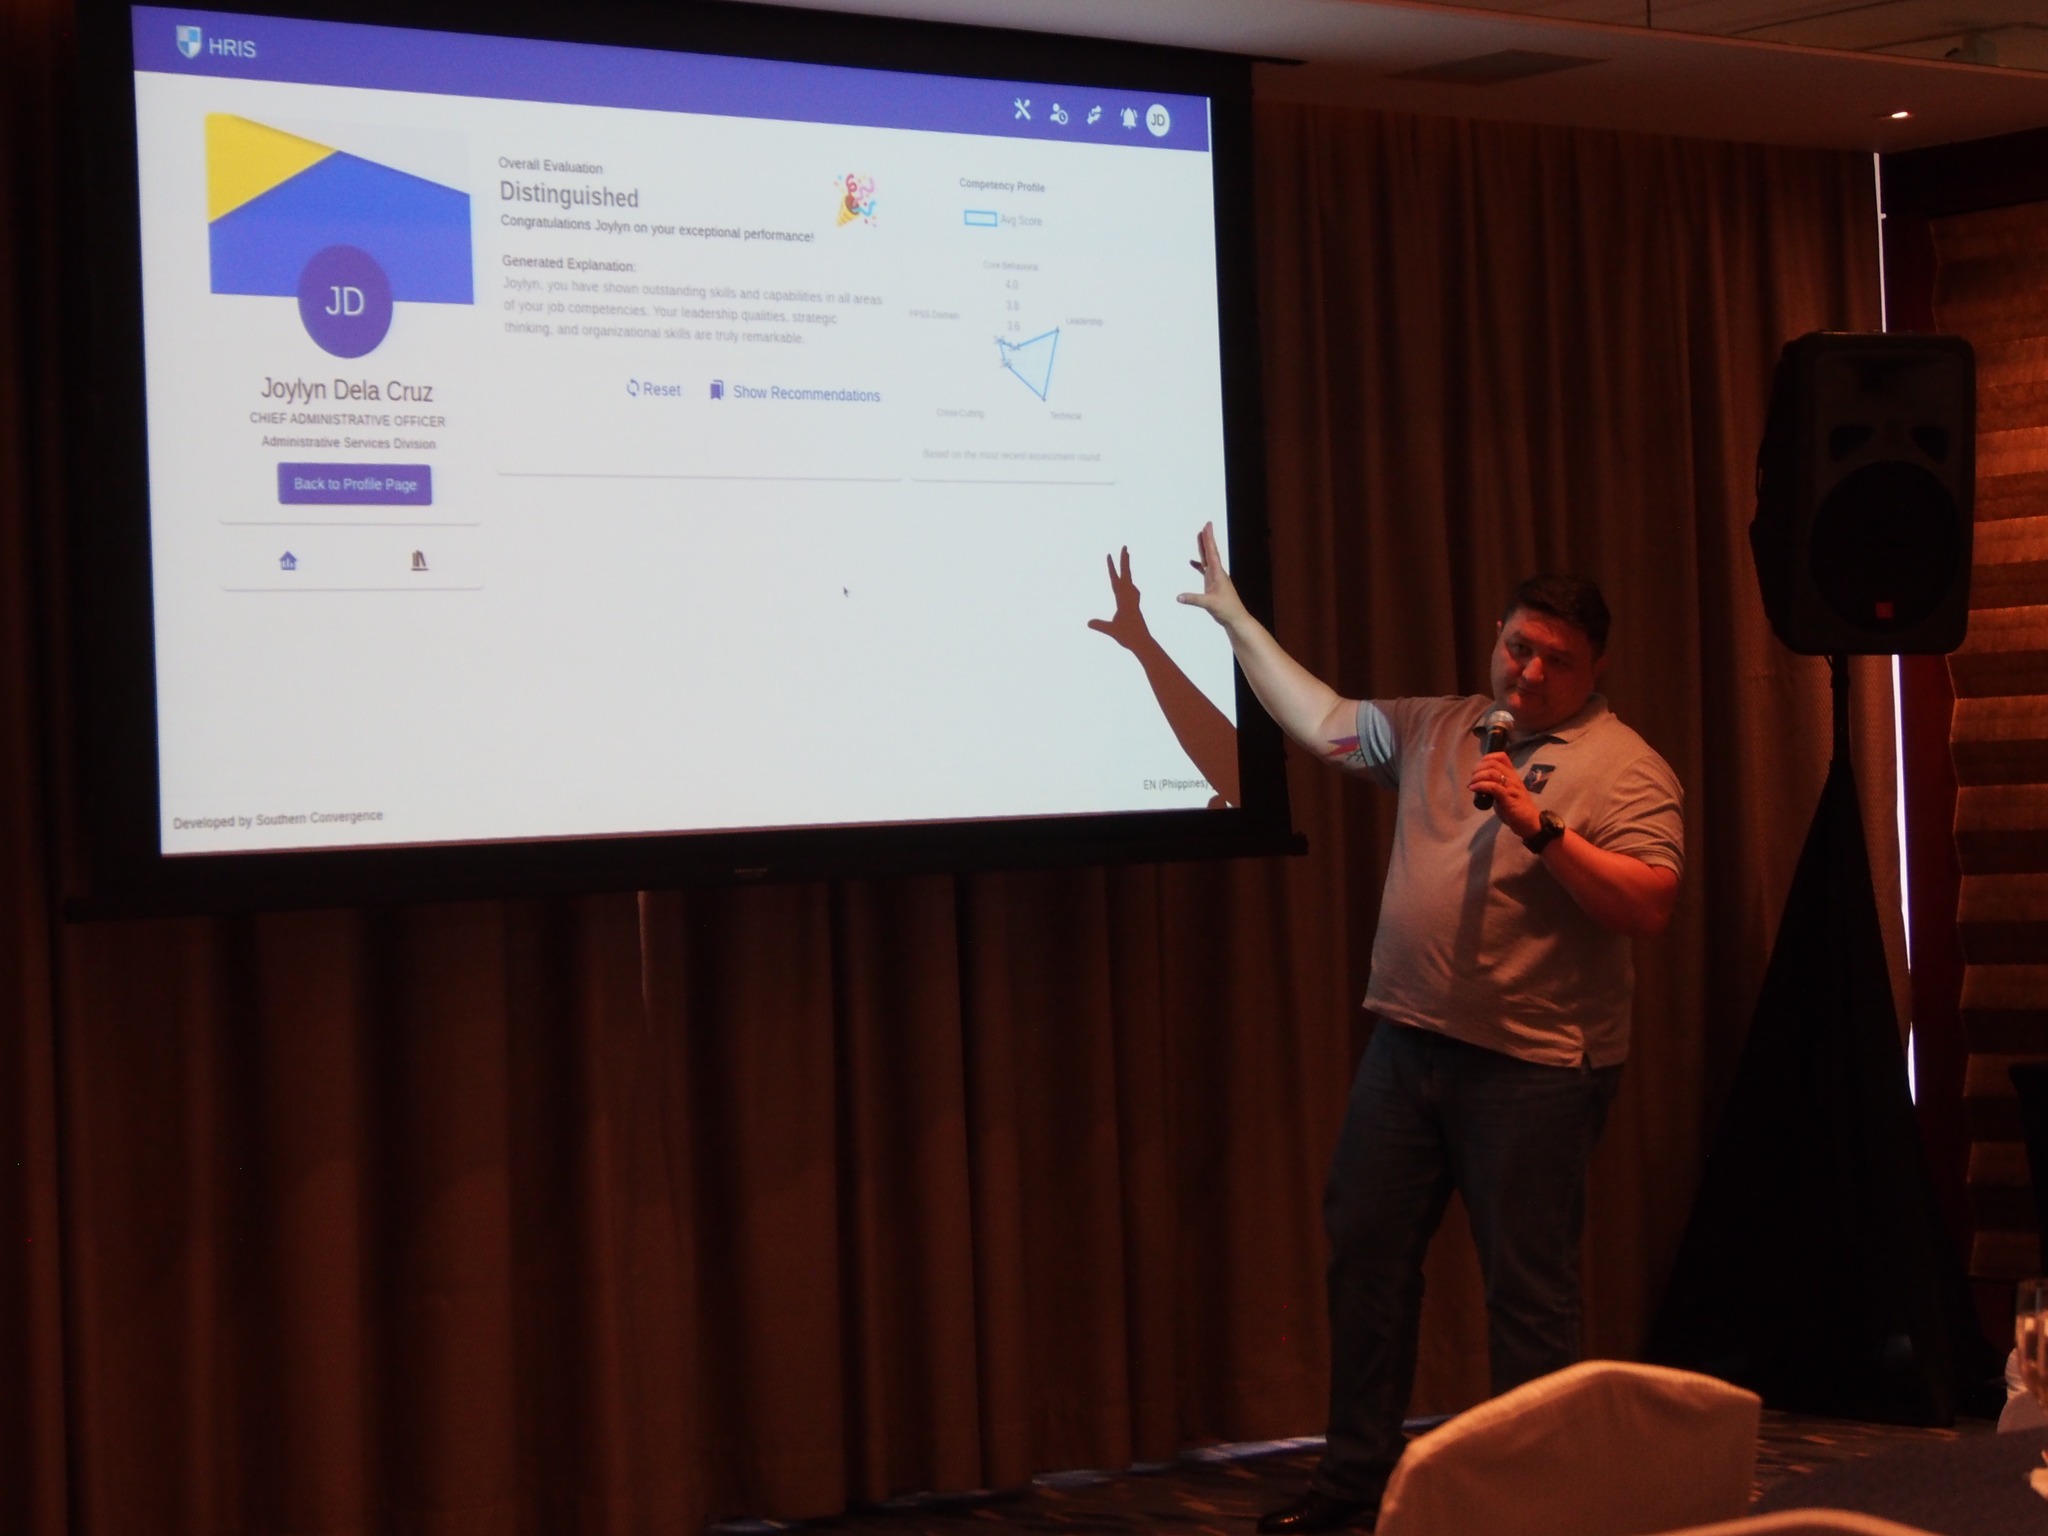 HRIS
JD
JD
Joylyn Dela Cruz
CHIEF ADMINISTRATIVE OFFICER
Administrative Services Division
Back to Profile Page
Overall Evaluation
Distinguished
Congratulations Joylyn on your exceptional performance!
Generated Explanation:
Joylyn, you have shown outstanding skills and capabilities in all areas
of your job competencies. Your leadership qualities, strategic
thinking, and organizational skills are truly remarkable.
Reset
Show Recommendations
Competency Profile
Avg Score
Core Behavioral
4.0
3.8
3.6
Leadership
Technical
Cross-Cutting
Based on the most recent assessment round.
Developed by Southern Convergence
EN (Philippines)